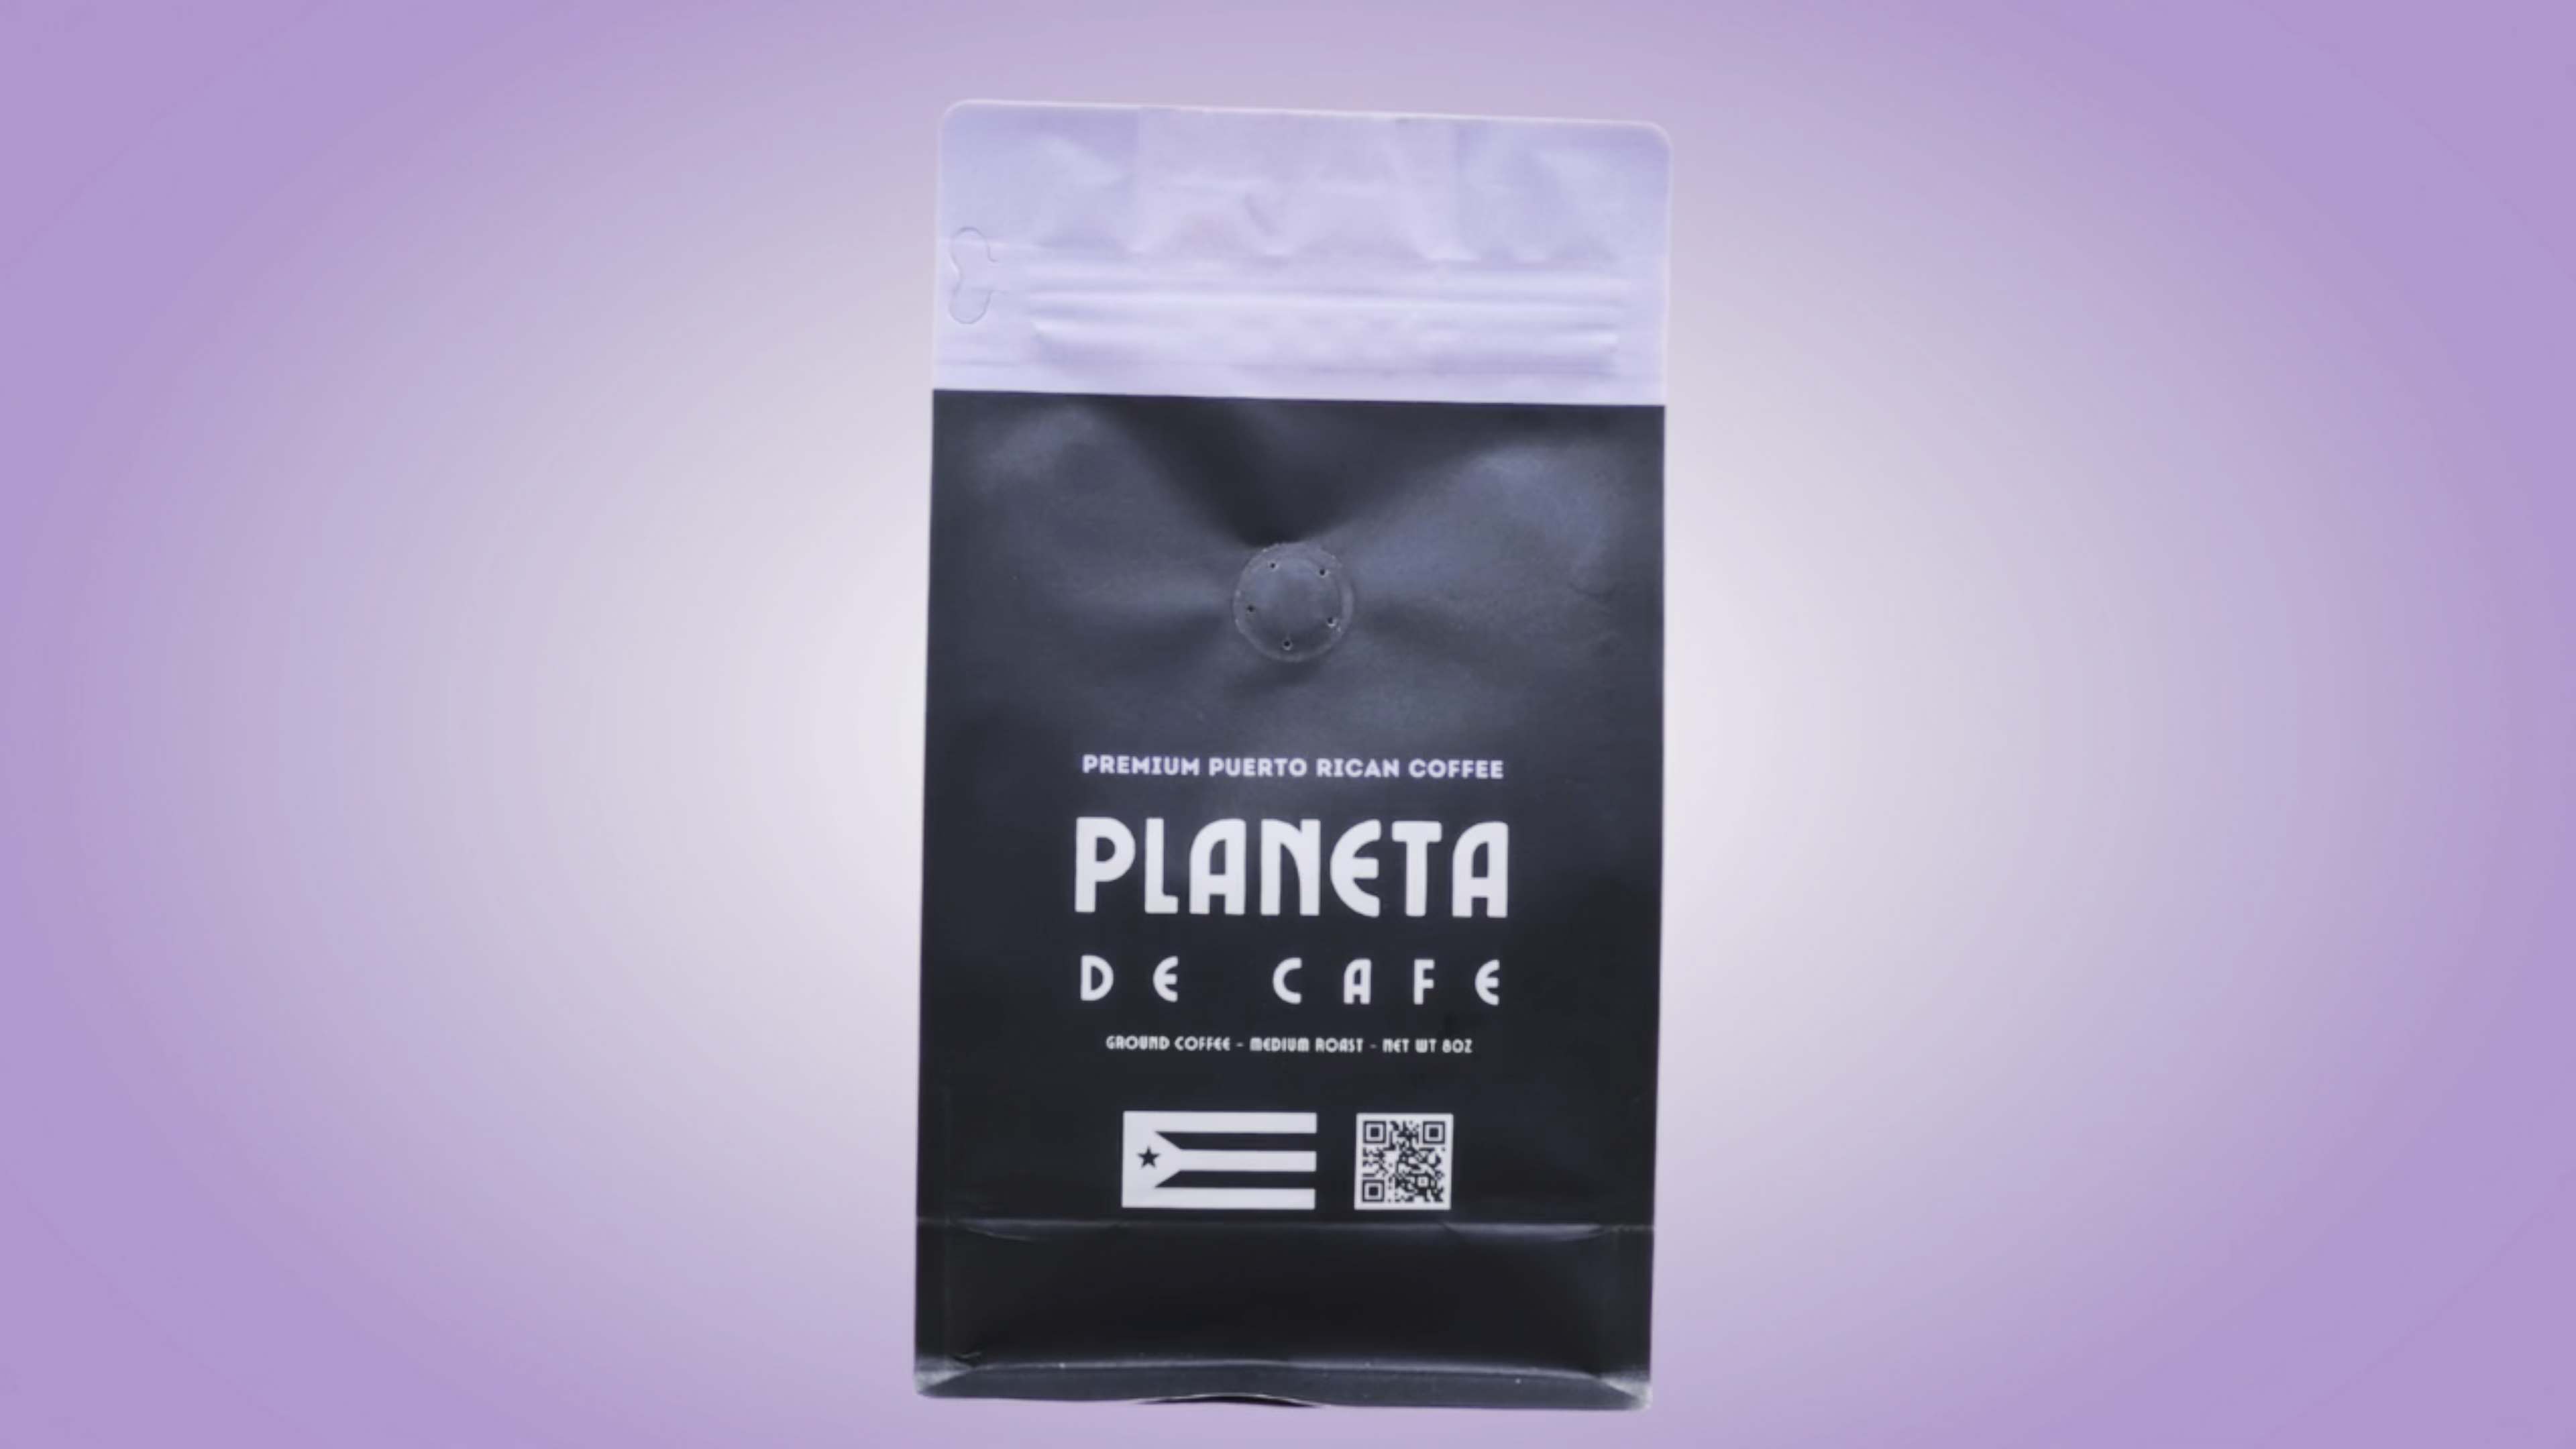 PREMIUM PUERTO RICAN COFFEE
PLANETA
DE CAFE
GROUND COFFEE - MEDIUM ROAST - NET WT 8OZ